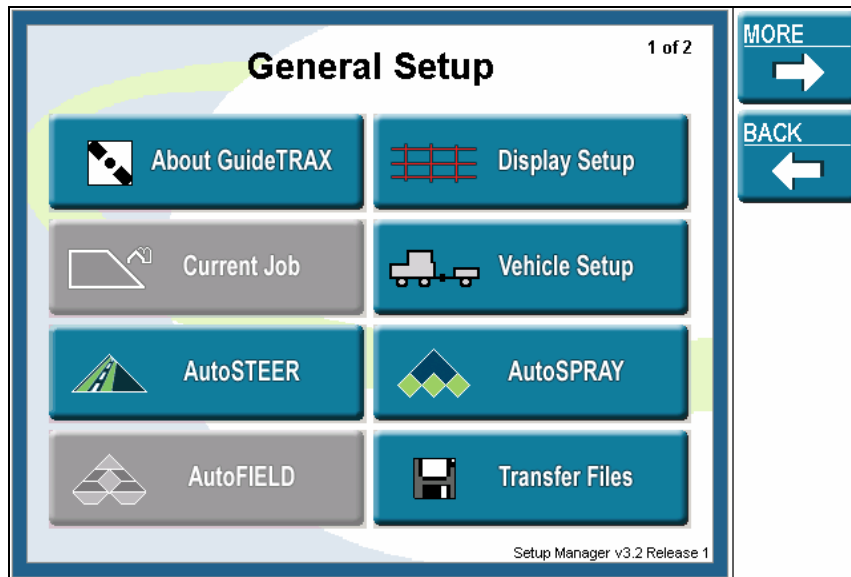 General Setup
1 of 2
MORE
BACK
About GuideTRAX
Display Setup
Current Job
Vehicle Setup
AutoSTEER
AutoSPRAY
AutoFIELD
Transfer Files
Setup Manager v3.2 Release 1